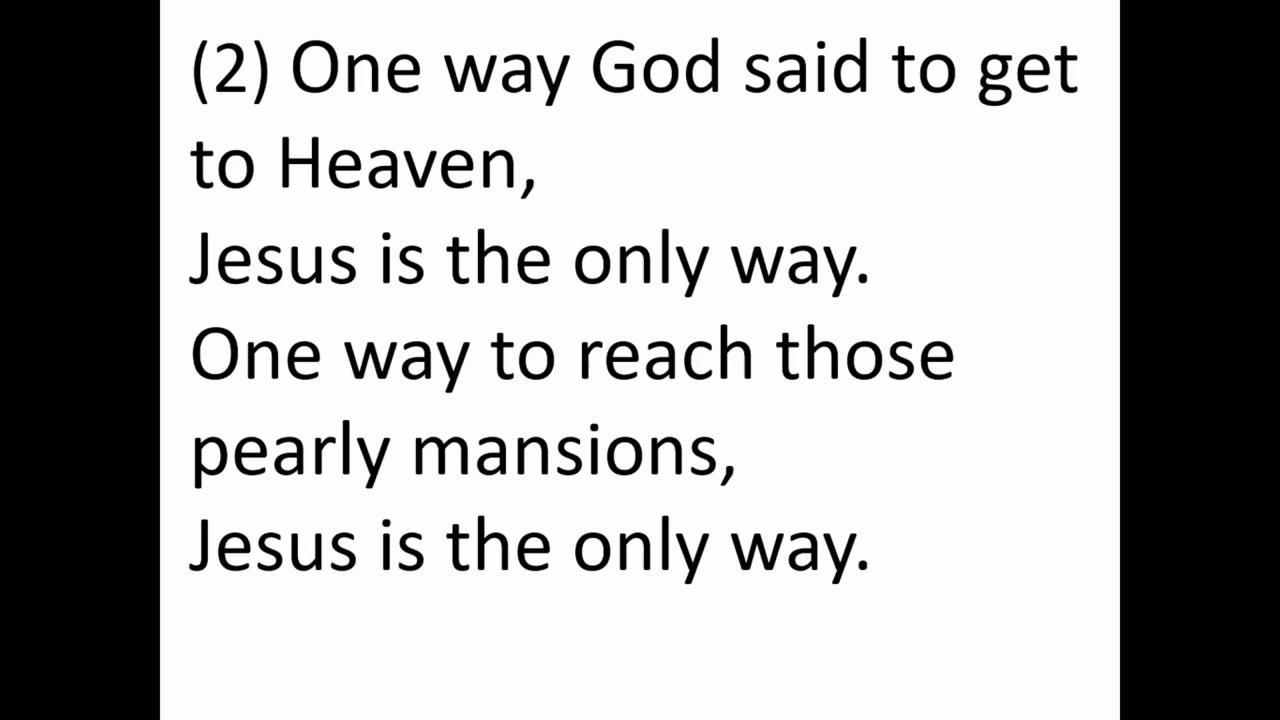 (2) One way God said to get
to Heaven,
Jesus is the only way.
One way to reach those
pearly mansions,
Jesus is the only way.